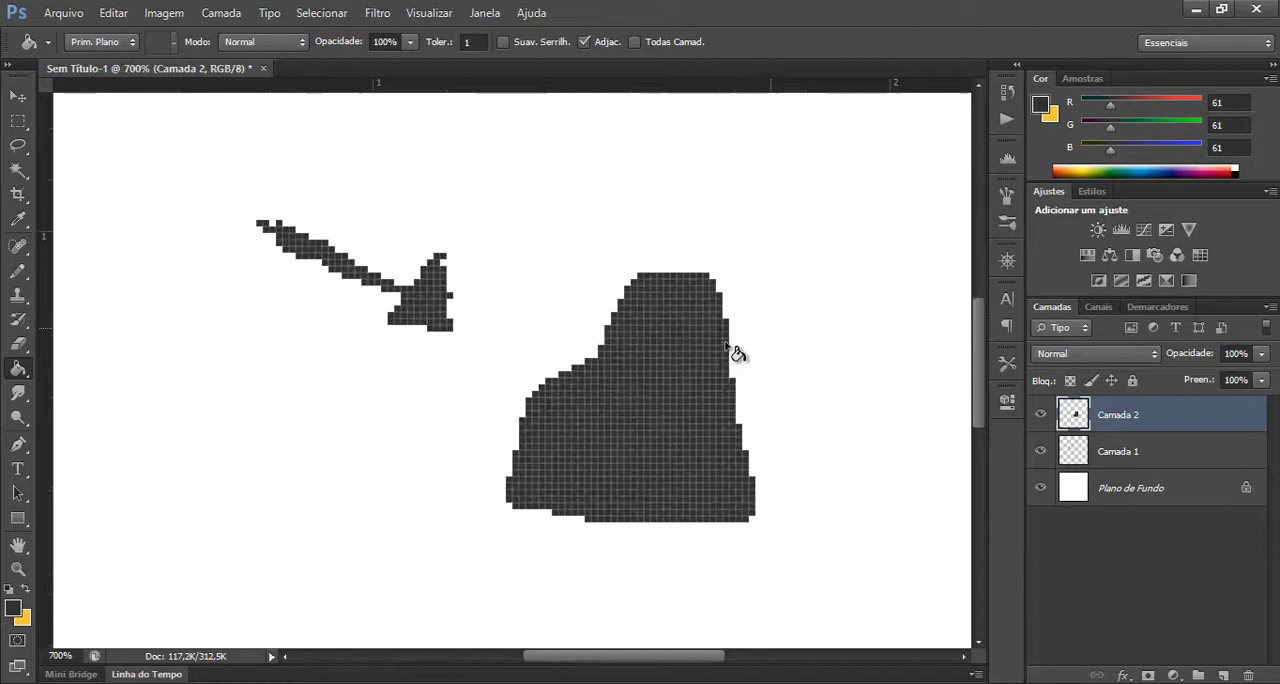 Ps Arquivo Editar Imagem Camada Tipo Selecionar Filtro Visualizar Janela Ajuda
Prim. Plano Modo: Normal Opacidade: 100% Toler.: 1 Suav. Serrilh. Adjac. Todas Camad. Essenciais
Sem Título-1 @ 700% (Camada 2, RGB/8) * ×
1 2
1
Cor Amostras
R 61
G 61
B 61
Ajustes Estilos
Adicionar um ajuste
Camadas Canais Demarcadores
Tipo
Normal Opacidade: 100%
Bloq.: Preen.: 100%
Camada 2
Camada 1
Plano de Fundo
700% Doc: 117,2K/312,5K
Mini Bridge Linha do Tempo